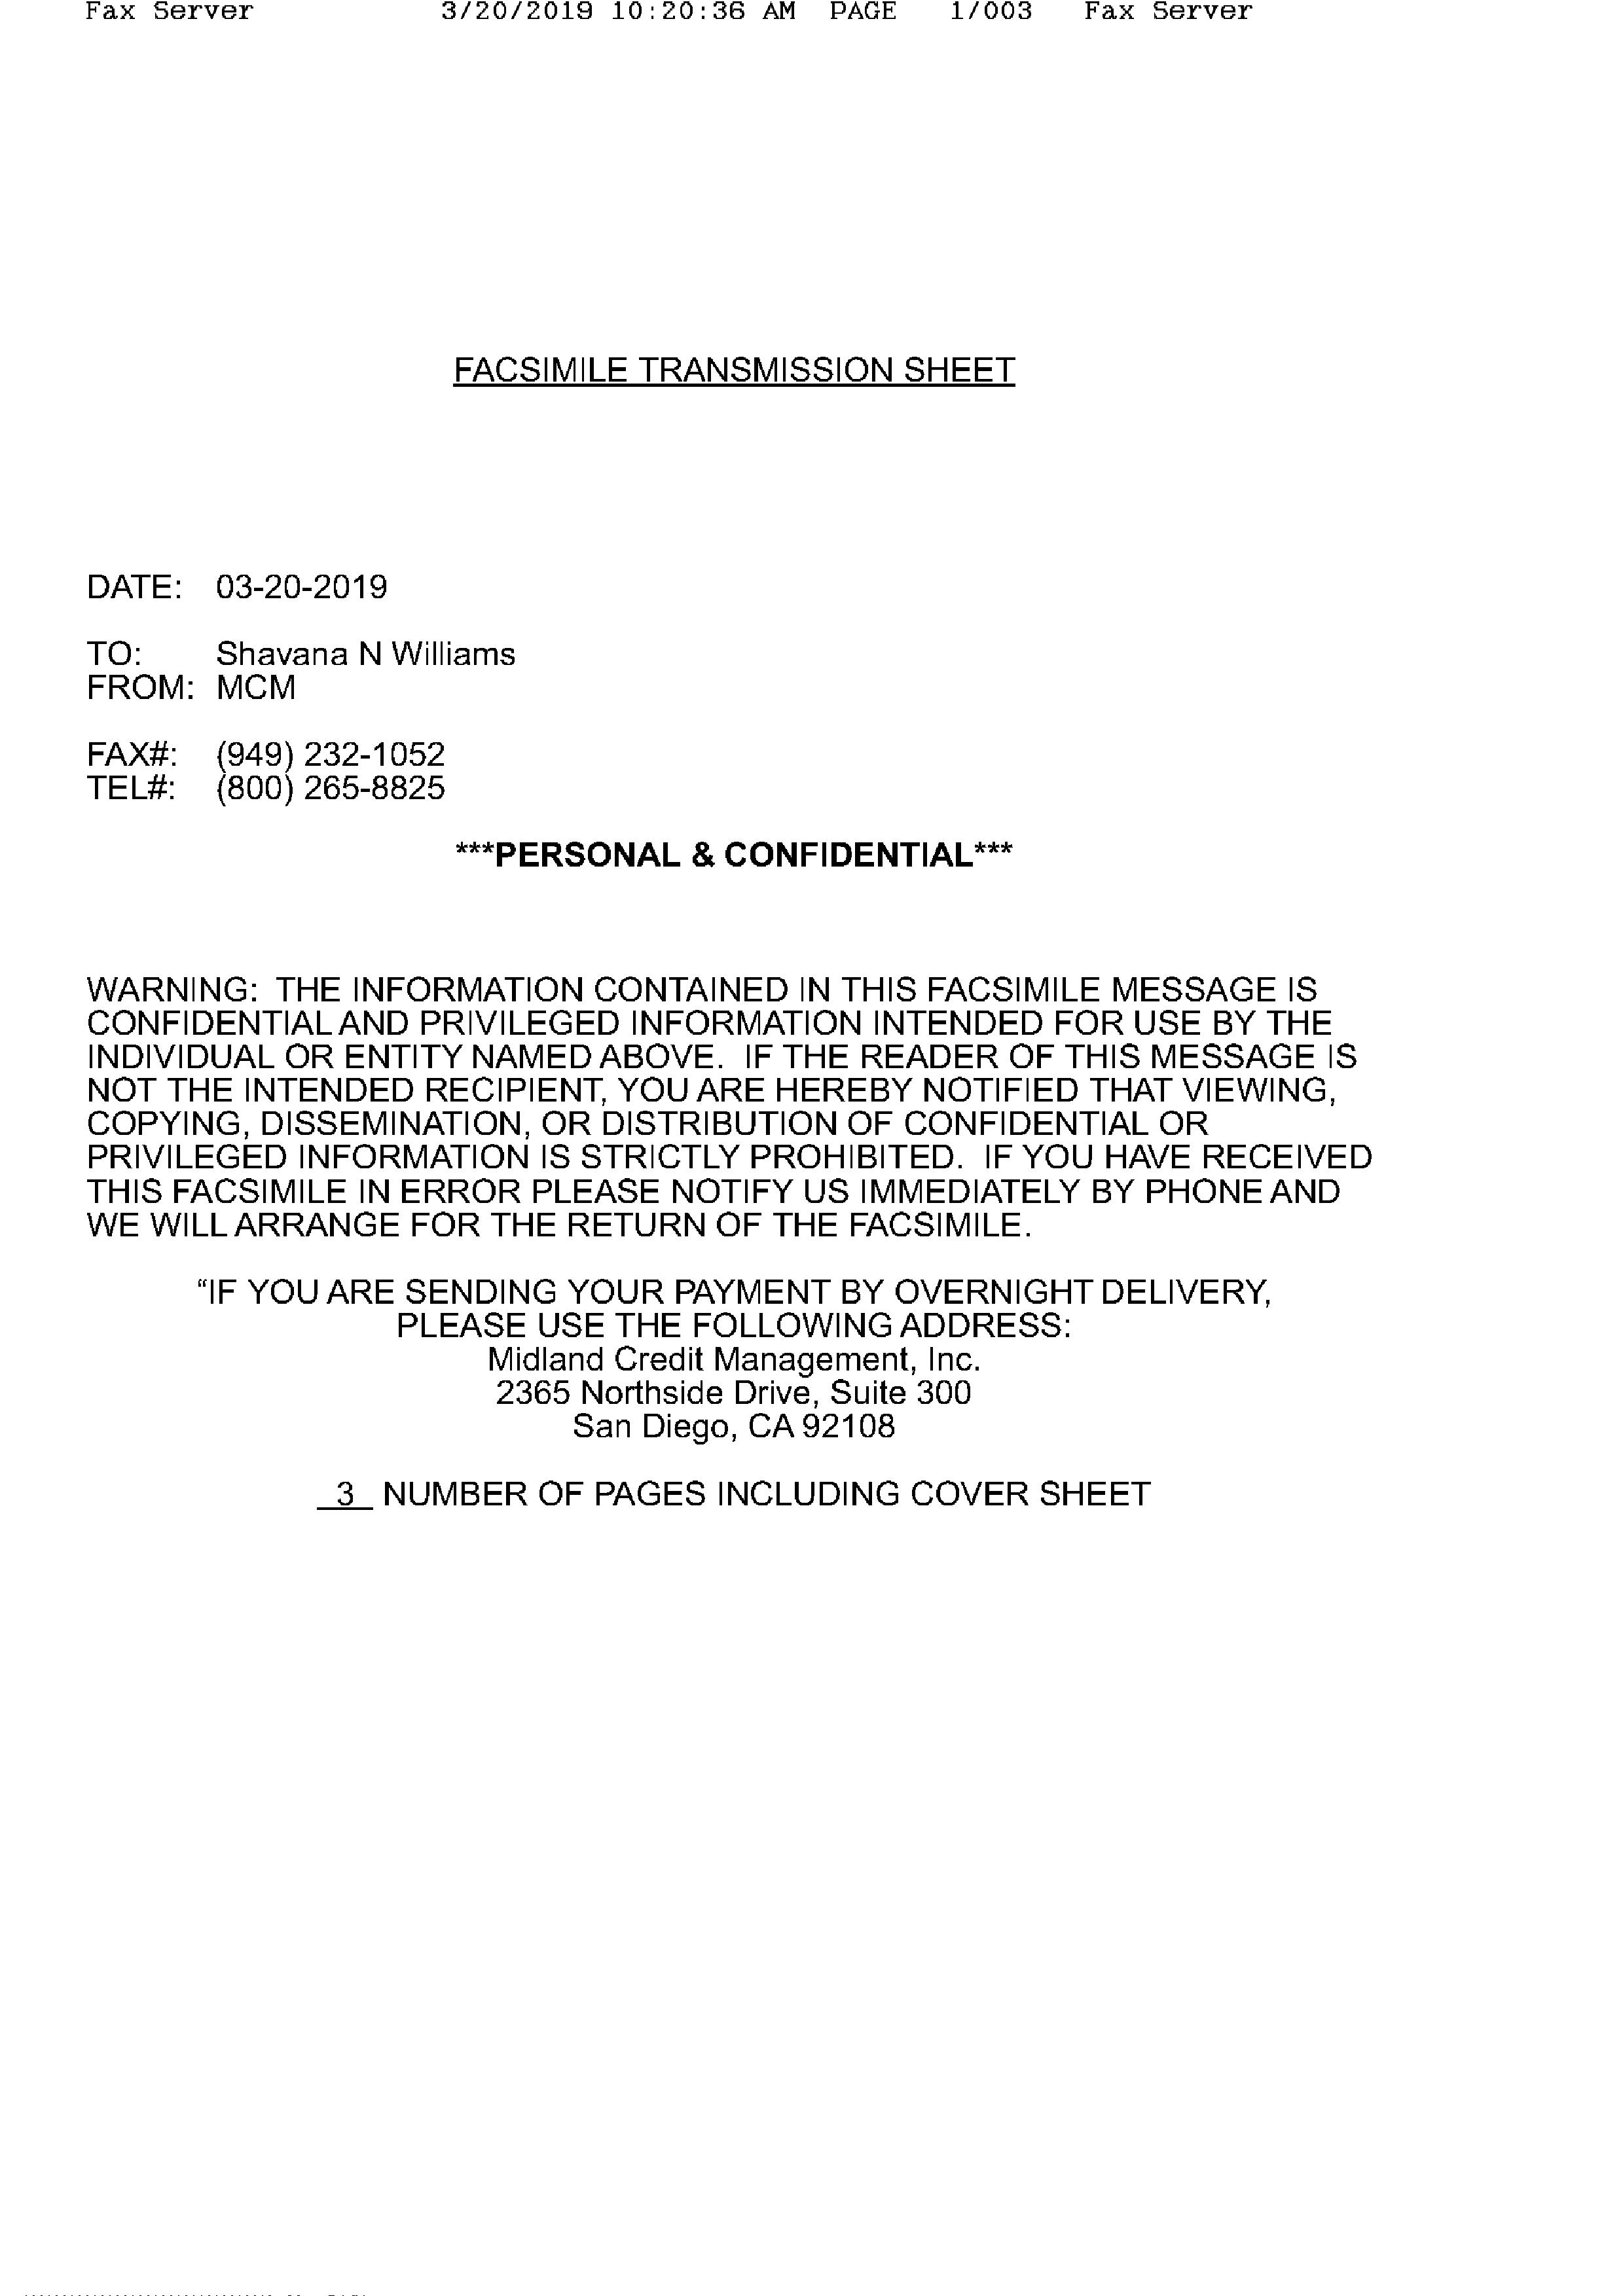 Fax Server 3/20/2019 10:20:36 AM PAGE 1/003 Fax Server
FACSIMILE TRANSMISSION SHEET
DATE: 03-20-2019
TO: Shavana N Williams
FROM: MCM
FAX#: (949) 232-1052
TEL#: (800) 265-8825
***PERSONAL & CONFIDENTIAL***
WARNING: THE INFORMATION CONTAINED IN THIS FACSIMILE MESSAGE IS
CONFIDENTIAL AND PRIVILEGED INFORMATION INTENDED FOR USE BY THE
INDIVIDUAL OR ENTITY NAMED ABOVE. IF THE READER OF THIS MESSAGE IS
NOT THE INTENDED RECIPIENT, YOU ARE HEREBY NOTIFIED THAT VIEWING,
COPYING, DISSEMINATION, OR DISTRIBUTION OF CONFIDENTIAL OR
PRIVILEGED INFORMATION IS STRICTLY PROHIBITED. IF YOU HAVE RECEIVED
THIS FACSIMILE IN ERROR PLEASE NOTIFY US IMMEDIATELY BY PHONE AND
WE WILL ARRANGE FOR THE RETURN OF THE FACSIMILE.
“IF YOU ARE SENDING YOUR PAYMENT BY OVERNIGHT DELIVERY,
PLEASE USE THE FOLLOWING ADDRESS:
Midland Credit Management, Inc.
2365 Northside Drive, Suite 300
San Diego, CA 92108
3 NUMBER OF PAGES INCLUDING COVER SHEET